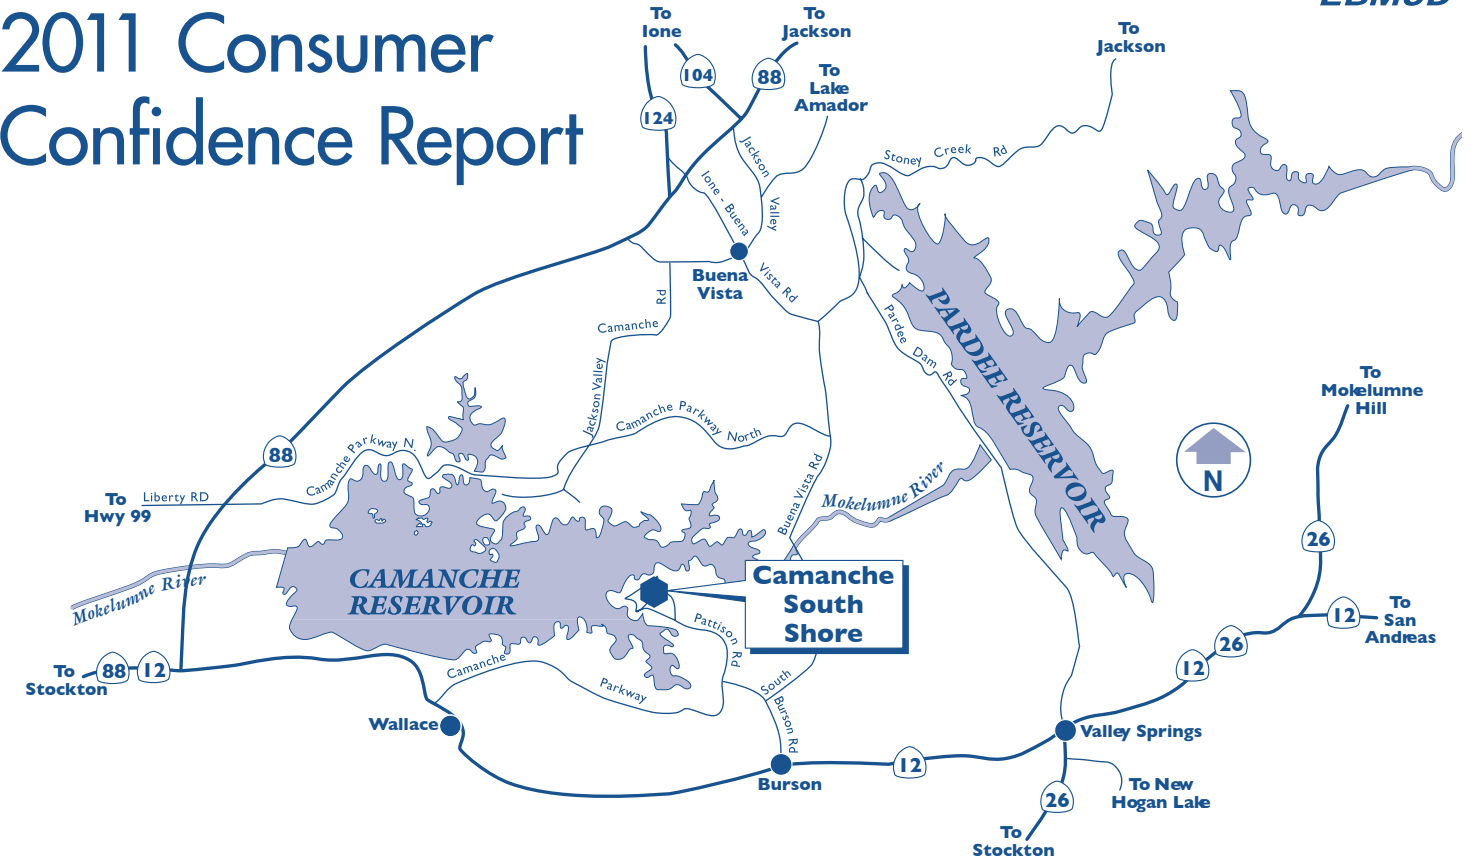 EBMUD
2011 Consumer
Confidence Report
To
Ione
To
Jackson
To
Jackson
104
88
To
Lake
Amador
124
Jackson
Valley
Stoney Creek Rd
Ione - Buena
Vista Rd
Buena
Vista
Rd
Camanche
Jackson Valley
Pardee Dam Rd
PARDEE RESERVOIR
To
Mokelumne
Hill
Camanche Parkway North
Camanche Parkway N.
88
N
To
Hwy 99
Liberty RD
Buena Vista Rd
Mokelumne River
26
Mokelumne River
CAMANCHE
RESERVOIR
Camanche
South
Shore
Pattison Rd
To
San
Andreas
12
26
12
To
Stockton
88
12
Camanche
Parkway
South
Burson Rd
Wallace
Valley Springs
Burson
12
To New
Hogan Lake
26
To
Stockton